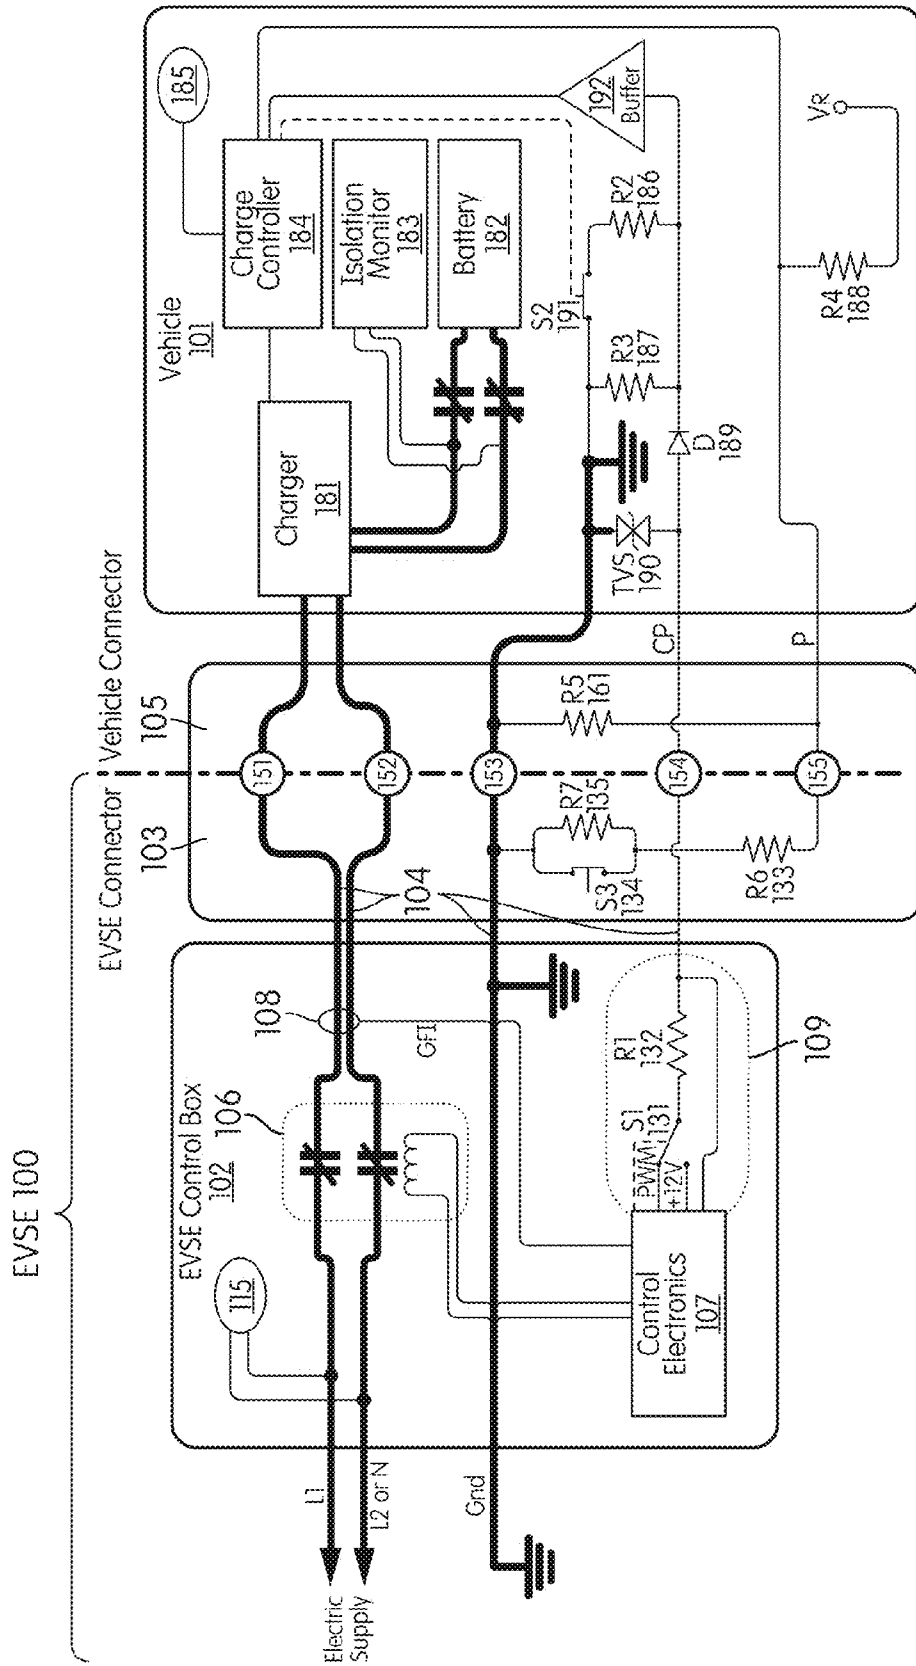 EVSE 100
EVSE Connector
Vehicle Connector
103
105
EVSE Control Box
102
115
106
108
104
GFI
L1
L2 or N
Electric
Supply
Gnd
Control
Electronics
107
PWM
+12V
S1
131
R1
132
109
151
152
153
154
155
R7
135
S3
134
R6
133
R5
161
CP
P
Vehicle
101
185
Charge
Controller
184
Isolation
Monitor
183
Battery
182
Charger
181
192
Buffer
S2
191
R2
186
R3
187
TVS
190
D
189
R4
188
VR